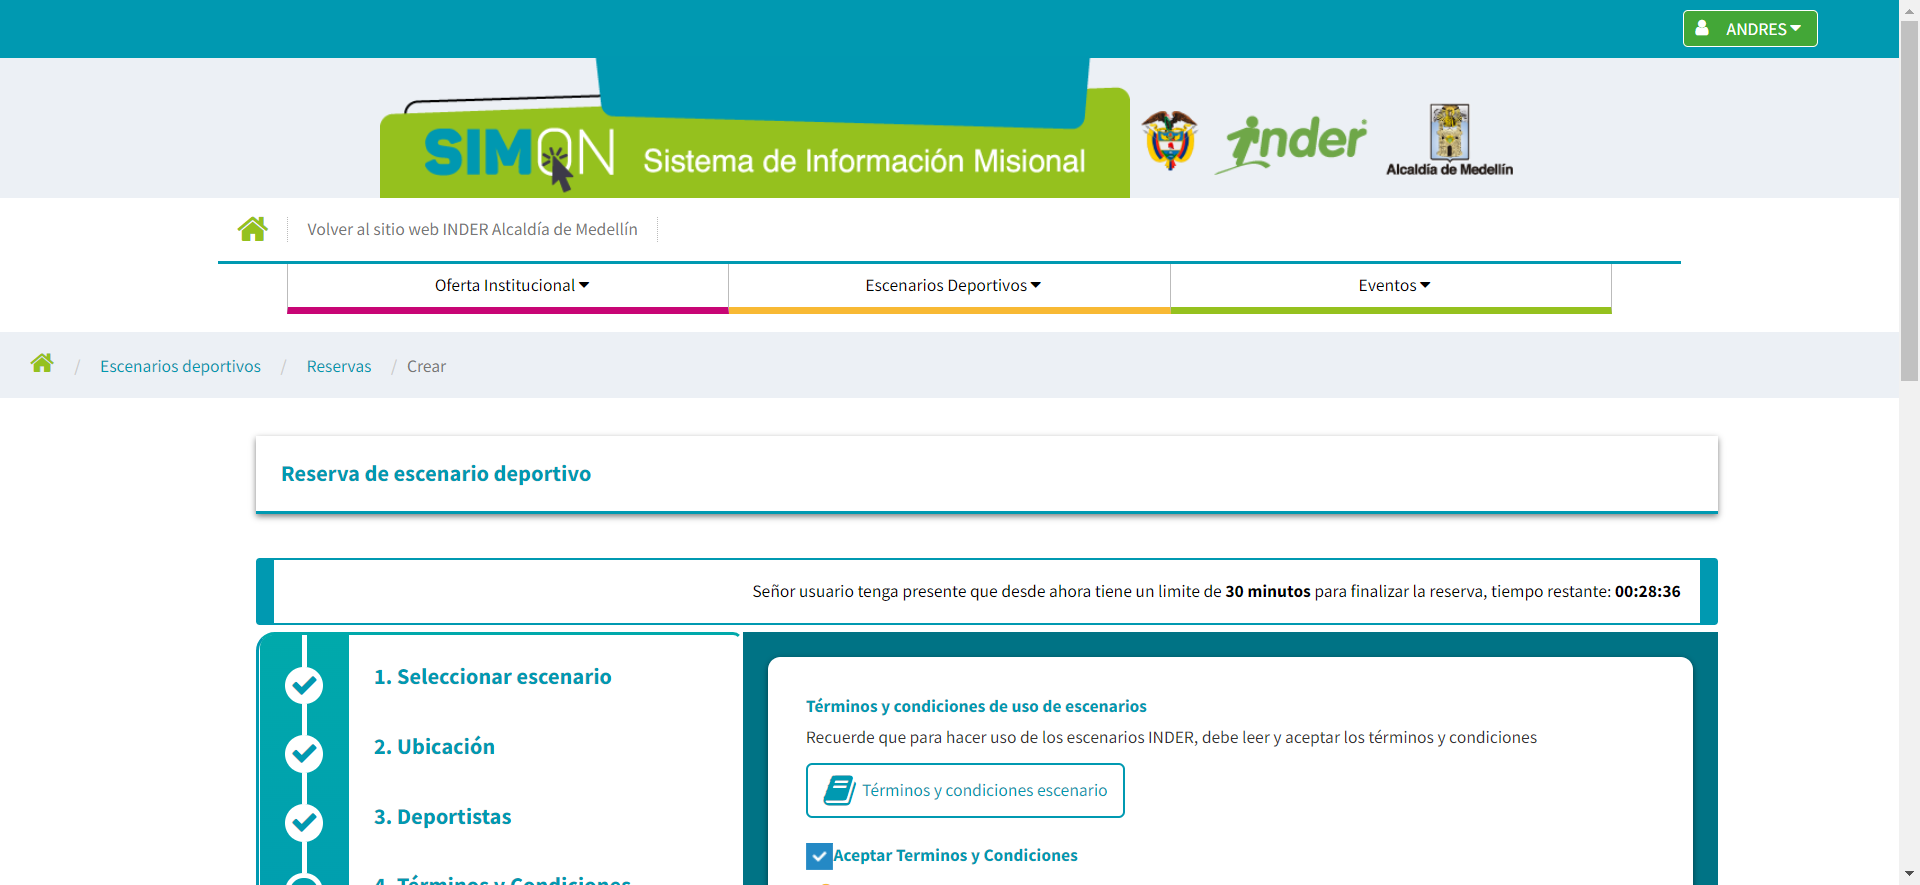 ANDRES
SIMON Sistema de Información Misional
inder
Alcaldía de Medellín
Volver al sitio web INDER Alcaldía de Medellín
Oferta Institucional Escenarios Deportivos Eventos
/ Escenarios deportivos / Reservas / Crear
Reserva de escenario deportivo
Señor usuario tenga presente que desde ahora tiene un limite de 30 minutos para finalizar la reserva, tiempo restante: 00:28:36
1. Seleccionar escenario
2. Ubicación
3. Deportistas
4. Términos y Condiciones
Términos y condiciones de uso de escenarios
Recuerde que para hacer uso de los escenarios INDER, debe leer y aceptar los términos y condiciones
Términos y condiciones escenario
Aceptar Terminos y Condiciones